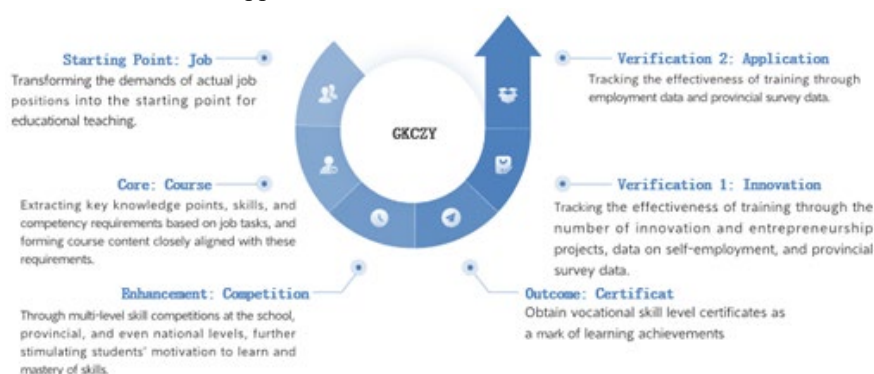 Starting Point: Job
Transforming the demands of actual job
positions into the starting point for
educational teaching.
Core: Course
Extracting key knowledge points, skills, and
competency requirements based on job tasks, and
forming course content closely aligned with these
requirements.
Enhancement: Competition
Through multi-level skill competitions at the school,
provincial, and even national levels, further
stimulating students' motivation to learn and
mastery of skills.
GKCZY
Verification 2: Application
Tracking the effectiveness of training through
employment data and provincial survey data.
Verification 1: Innovation
Tracking the effectiveness of training through the
number of innovation and entrepreneurship
projects, data on self-employment, and provincial
survey data.
Outcome: Certificat
Obtain vocational skill level certificates as
a mark of learning achievements